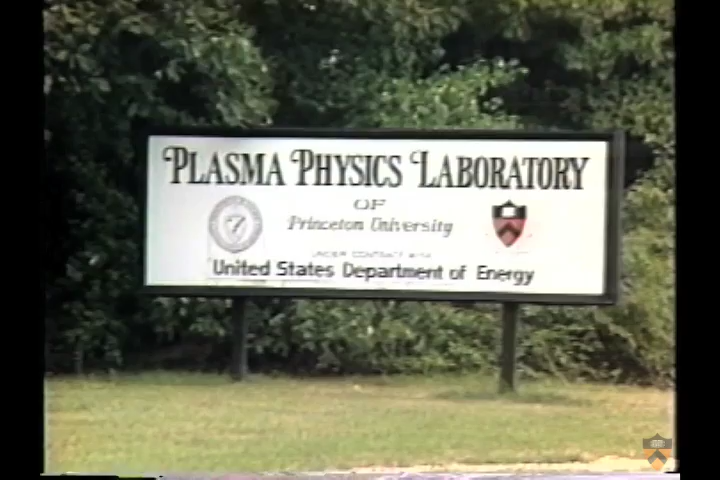 PLASMA PHYSICS LABORATORY
OF
Princeton University
UNDER CONTRACT WITH
United States Department of Energy